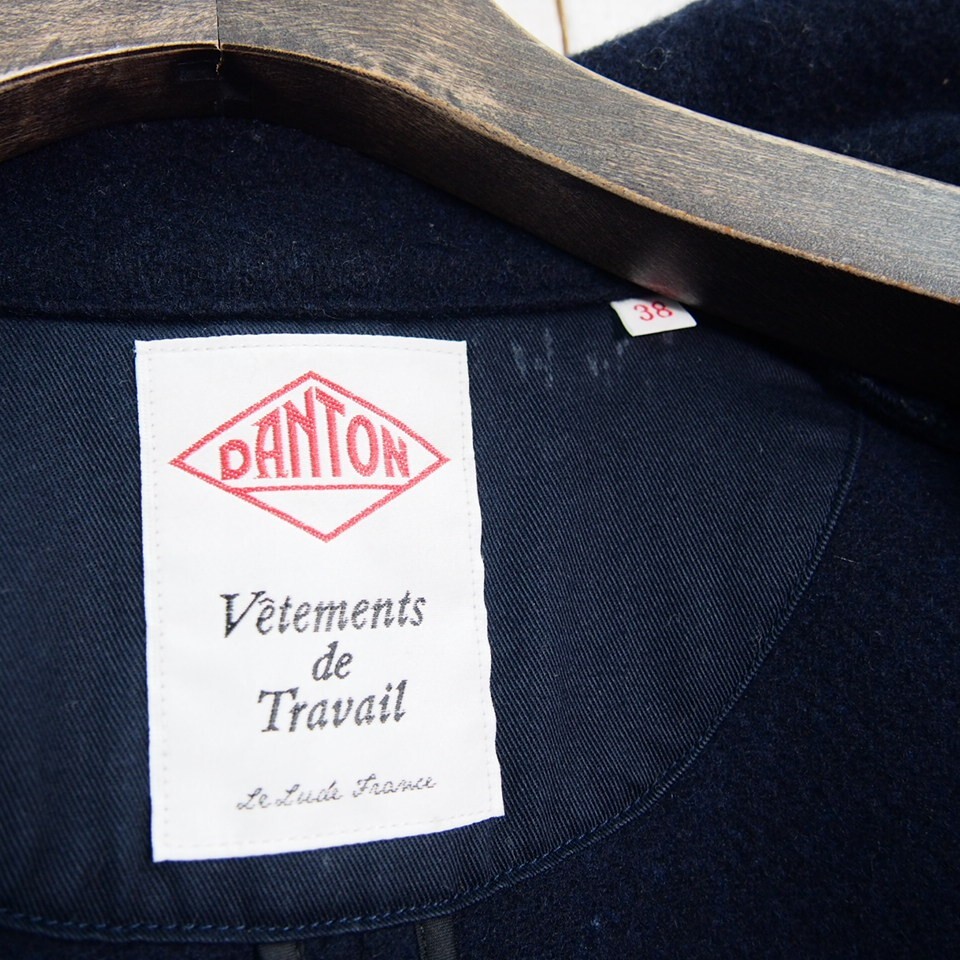 38
DANTON
Vêtements
de
Travail
Le Lude France